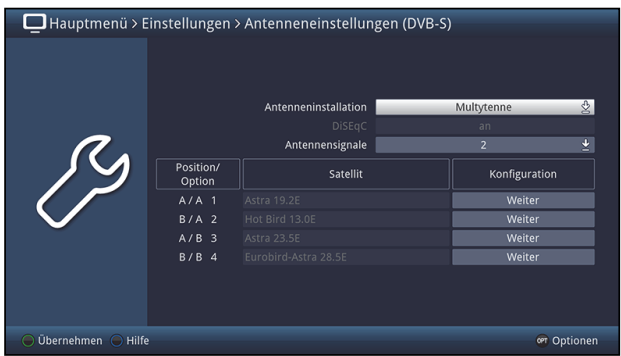 Hauptmenü > Einstellungen > Antenneneinstellungen (DVB-S)
Antenneninstallation Multytenne
DiSEqC an
Antennensignale 2
Position/
Option Satellit Konfiguration
A / A 1 Astra 19.2E Weiter
B / A 2 Hot Bird 13.0E Weiter
A / B 3 Astra 23.5E Weiter
B / B 4 Eurobird-Astra 28.5E Weiter
Übernehmen Hilfe OPT Optionen